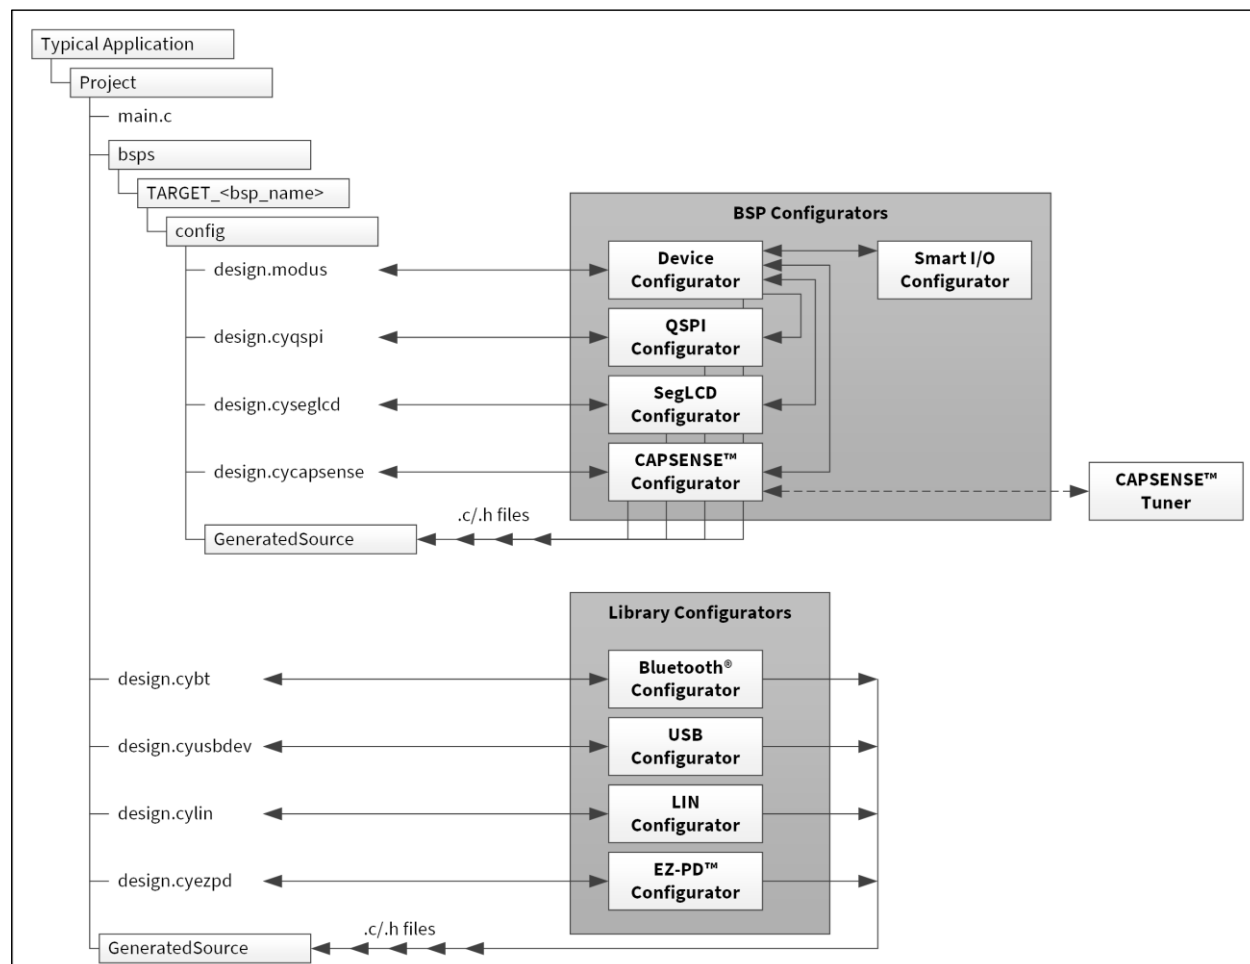 Typical Application
Project
main.c
bsps
TARGET_<bsp_name>
config
BSP Configurators
design.modus
Device
Configurator
Smart I/O
Configurator
design.cyqspi
QSPI
Configurator
design.cyseglcd
SegLCD
Configurator
design.cycapsense
CAPSENSE™
Configurator
CAPSENSE™
Tuner
.c/.h files
GeneratedSource
Library Configurators
design.cybt
Bluetooth®
Configurator
design.cyusbdev
USB
Configurator
design.cylin
LIN
Configurator
design.cyezpd
EZ-PD™
Configurator
.c/.h files
GeneratedSource